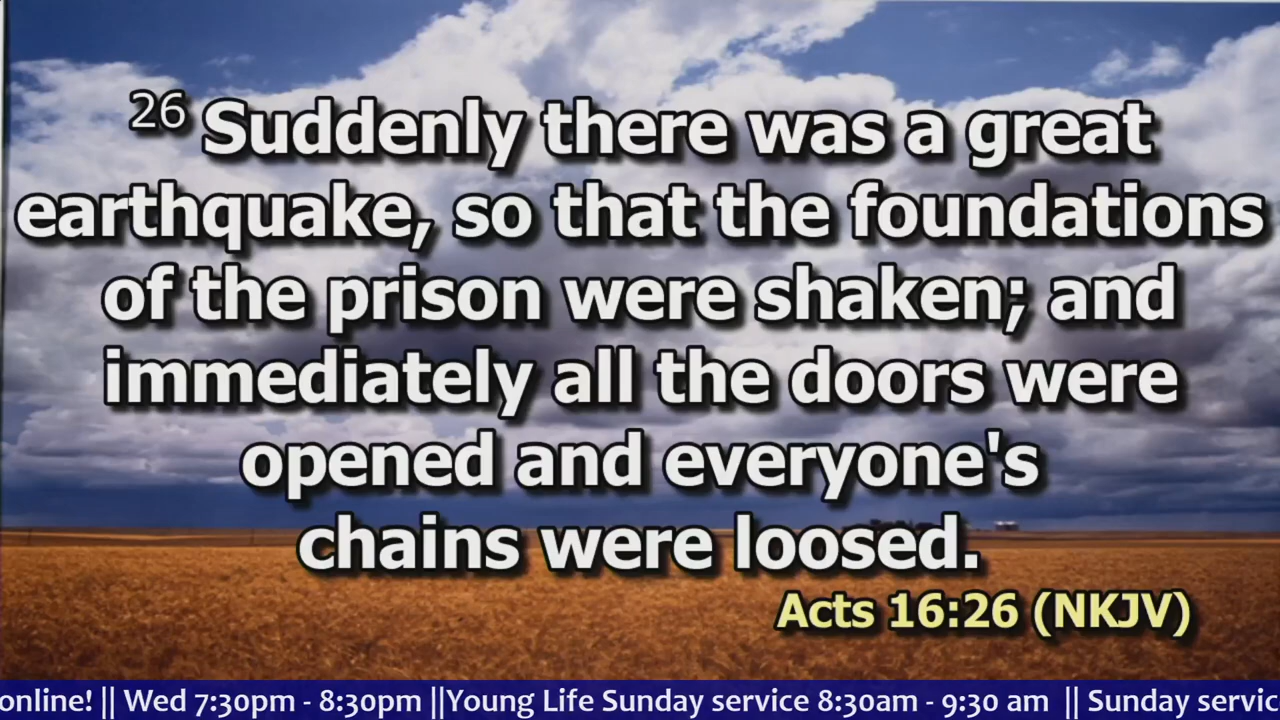 26 Suddenly there was a great
earthquake, so that the foundations
of the prison were shaken; and
immediately all the doors were
opened and everyone's
chains were loosed.
Acts 16:26 (NKJV)
online! || Wed 7:30pm - 8:30pm ||Young Life Sunday service 8:30am - 9:30 am || Sunday servic